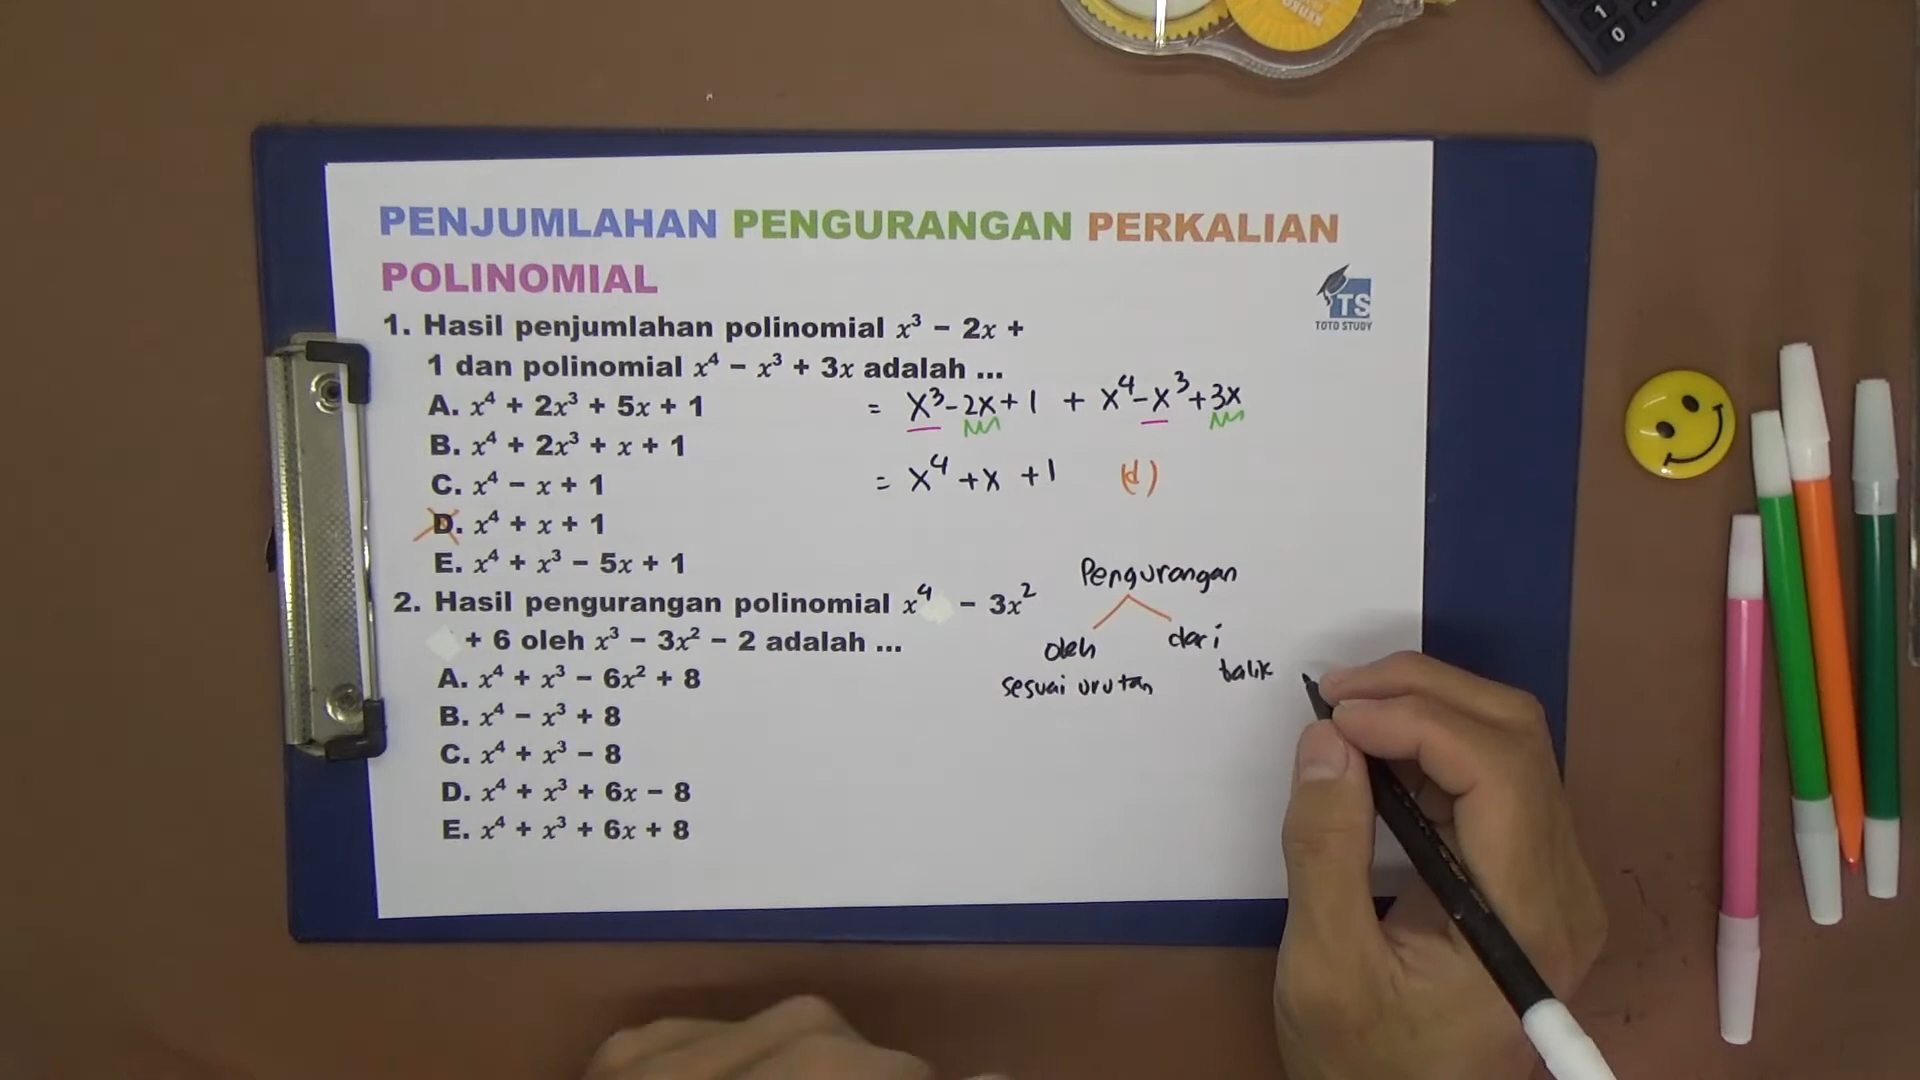 PENJUMLAHAN PENGURANGAN PERKALIAN
POLINOMIAL
TS
TOTO STUDY
1. Hasil penjumlahan polinomial x³ − 2x +
1 dan polinomial x⁴ − x³ + 3x adalah ...
A. x⁴ + 2x³ + 5x + 1
B. x⁴ + 2x³ + x + 1
C. x⁴ − x + 1
D. x⁴ + x + 1
E. x⁴ + x³ − 5x + 1
= x³ - 2x + 1 + x⁴ - x³ + 3x
= x⁴ + x + 1 (d)
2. Hasil pengurangan polinomial x⁴ − 3x²
+ 6 oleh x³ − 3x² − 2 adalah ...
A. x⁴ + x³ − 6x² + 8
B. x⁴ − x³ + 8
C. x⁴ + x³ − 8
D. x⁴ + x³ + 6x − 8
E. x⁴ + x³ + 6x + 8
Pengurangan
oleh dari
sesuai urutan balik
1
0